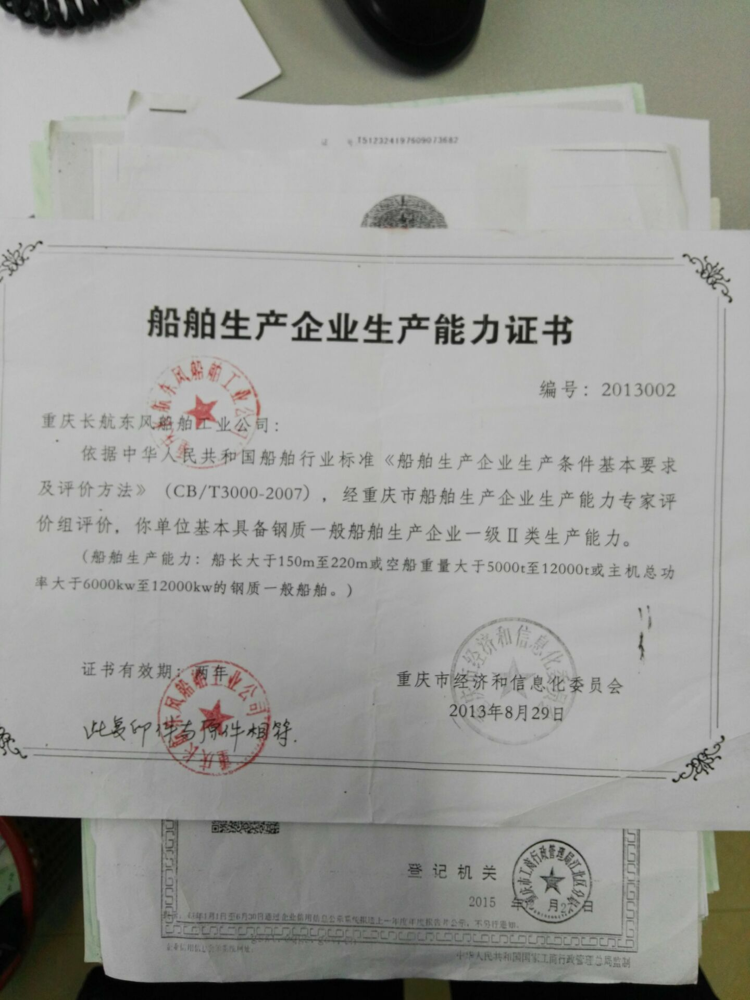 证 号 T512324197609073682
船舶生产企业生产能力证书
编号：2013002
重庆长航东风船舶工业公司：
依据中华人民共和国船舶行业标准《船舶生产企业生产条件基本要求
及评价方法》（CB/T3000-2007），经重庆市船舶生产企业生产能力专家评
价组评价，你单位基本具备钢质一般船舶生产企业一级Ⅱ类生产能力。
（船舶生产能力：船长大于150m至220m或空船重量大于5000t至12000t或主机总功
率大于6000kw至12000kw的钢质一般船舶。）
证书有效期：两年
重庆市经济和信息化委员会
2013年8月29日
此复印件与原件相符.
重庆长航东风船舶工业公司
重庆长航东风船舶工业公司
重庆市经济和信息化委员会
登记机关
重庆市工商行政管理局江北区分局
2015 年 月 日
年1月1日至6月30日通过企业信用信息公示系统报送上一年度年度报告并公示，不另行通知。
企业信用信息公示系统网址：
中华人民共和国国家工商行政管理总局监制